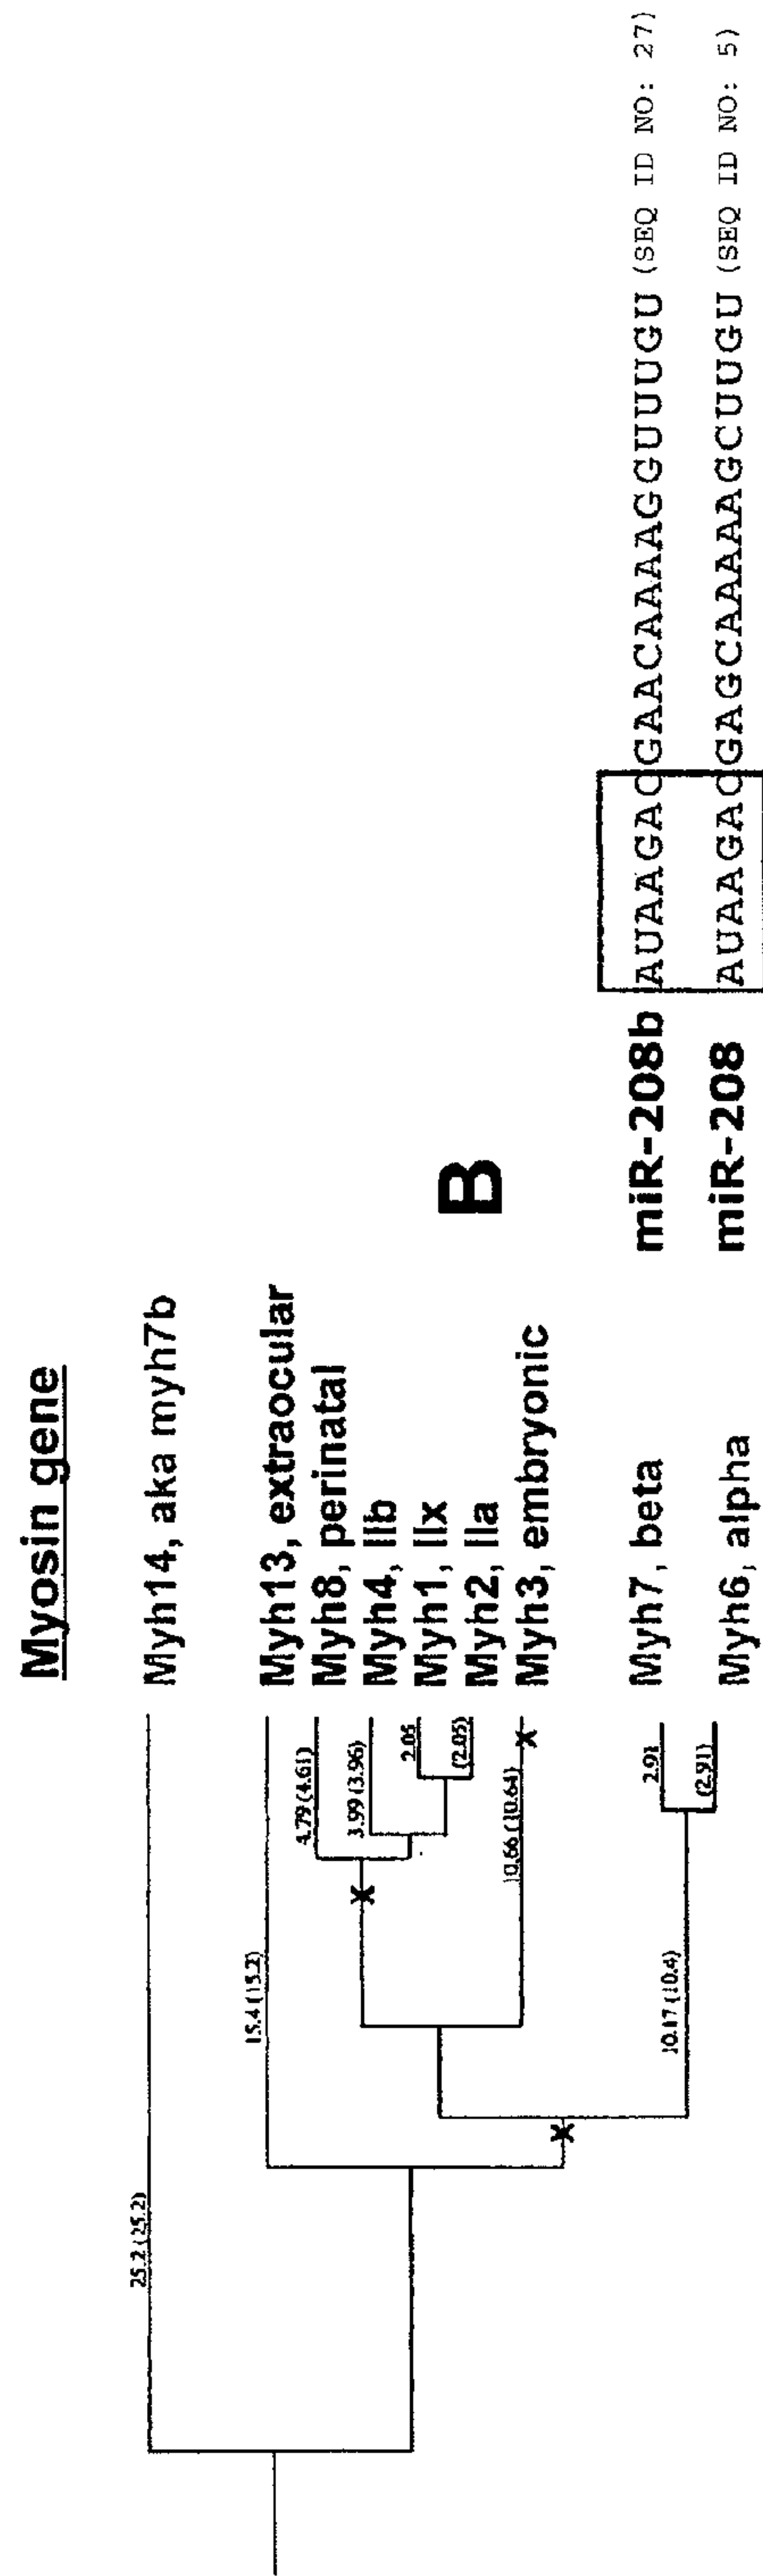 Myosin gene
25.2 (25.2)
Myh14, aka myh7b
15.4 (15.2)
Myh13, extraocular
4.79 (4.61)
Myh8, perinatal
3.99 (3.96)
Myh4, IIb
2.05
Myh1, IIx
(2.05)
Myh2, IIa
10.66 (10.64)
Myh3, embryonic
2.91
Myh7, beta
10.17 (10.4)
(2.91)
Myh6, alpha
X
X
X
B
miR-208b AUAAGACGAACAAAAGGUUUGU (SEQ ID NO: 27)
miR-208 AUAAGACGAGCAAAAAGCUUGU (SEQ ID NO: 5)